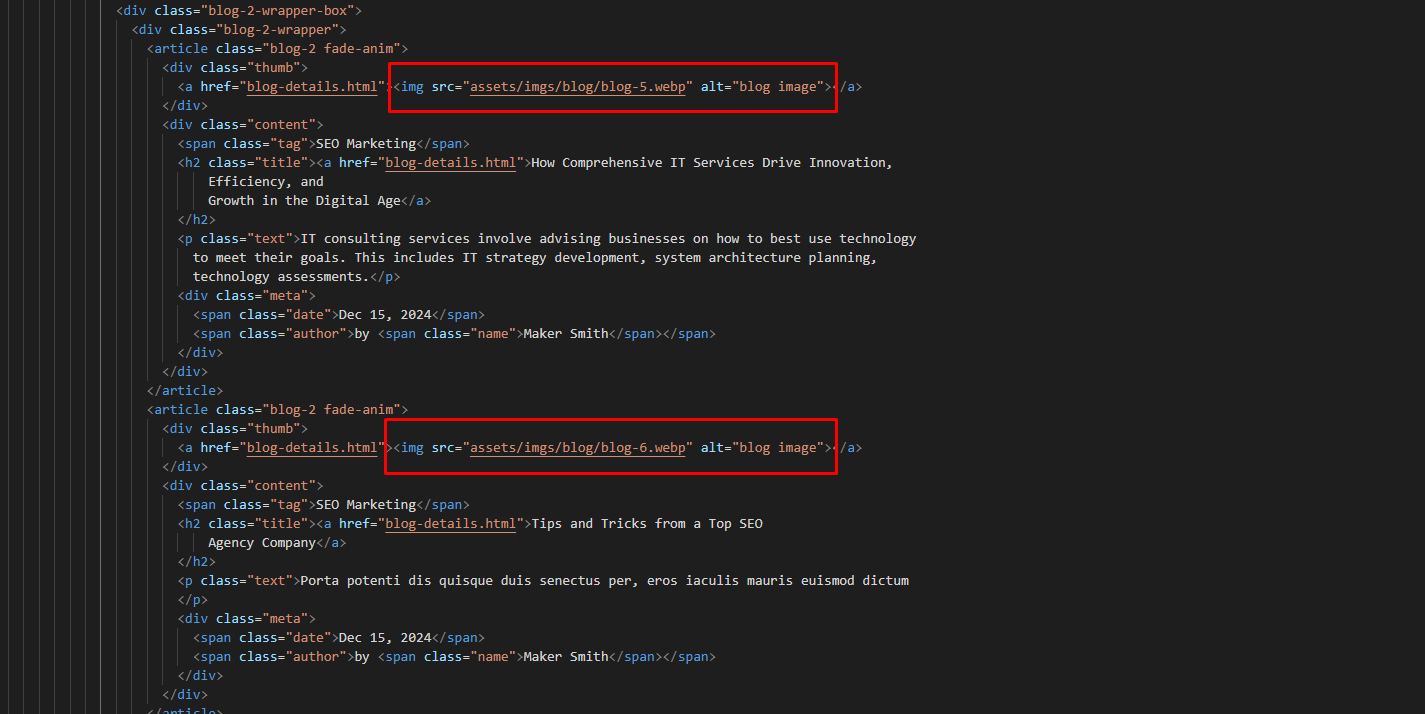 <div class="blog-2-wrapper-box">
<div class="blog-2-wrapper">
<article class="blog-2 fade-anim">
<div class="thumb">
<a href="blog-details.html"><img src="assets/imgs/blog/blog-5.webp" alt="blog image"></a>
</div>
<div class="content">
<span class="tag">SEO Marketing</span>
<h2 class="title"><a href="blog-details.html">How Comprehensive IT Services Drive Innovation,
Efficiency, and
Growth in the Digital Age</a>
</h2>
<p class="text">IT consulting services involve advising businesses on how to best use technology
to meet their goals. This includes IT strategy development, system architecture planning,
technology assessments.</p>
<div class="meta">
<span class="date">Dec 15, 2024</span>
<span class="author">by <span class="name">Maker Smith</span></span>
</div>
</div>
</article>
<article class="blog-2 fade-anim">
<div class="thumb">
<a href="blog-details.html"><img src="assets/imgs/blog/blog-6.webp" alt="blog image"></a>
</div>
<div class="content">
<span class="tag">SEO Marketing</span>
<h2 class="title"><a href="blog-details.html">Tips and Tricks from a Top SEO
Agency Company</a>
</h2>
<p class="text">Porta potenti dis quisque duis senectus per, eros iaculis mauris euismod dictum
</p>
<div class="meta">
<span class="date">Dec 15, 2024</span>
<span class="author">by <span class="name">Maker Smith</span></span>
</div>
</div>
</article>